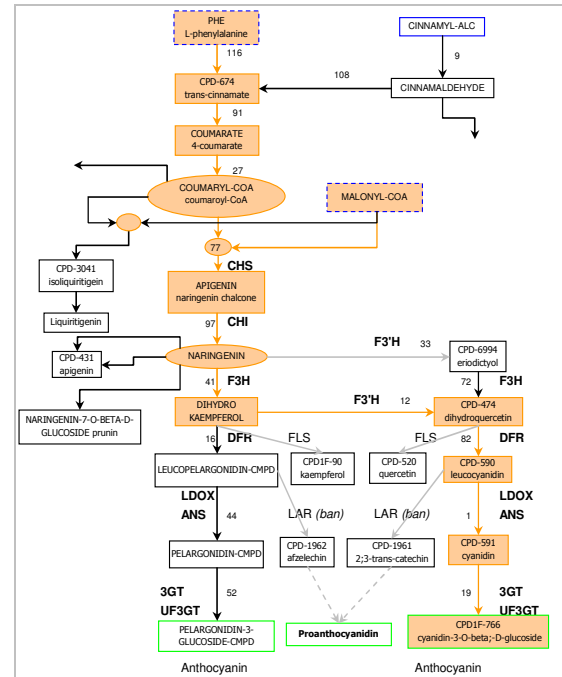 PHE
L-phenylalanine
CINNAMYL-ALC
116
9
108
CPD-674
trans-cinnamate
CINNAMALDEHYDE
91
COUMARATE
4-coumarate
27
COUMARYL-COA
coumaroyl-CoA
MALONYL-COA
77
CHS
CPD-3041
isoliquiritigein
APIGENIN
naringenin chalcone
Liquiritigenin
97
CHI
F3'H
33
CPD-6994
eriodictyol
NARINGENIN
CPD-431
apigenin
41
F3H
72
F3H
F3'H
12
NARINGENIN-7-O-BETA-D-
GLUCOSIDE prunin
DIHYDRO
KAEMPFEROL
CPD-474
dihydroquercetin
16
DFR
FLS
FLS
82
DFR
LEUCOPELARGONIDIN-CMPD
CPD1F-90
kaempferol
CPD-520
quercetin
CPD-590
leucocyanidin
LDOX
ANS
44
LAR (ban)
LAR (ban)
1
LDOX
ANS
PELARGONIDIN-CMPD
CPD-1962
afzelechin
CPD-1961
2;3-trans-catechin
CPD-591
cyanidin
3GT
UF3GT
52
19
3GT
UF3GT
PELARGONIDIN-3-
GLUCOSIDE-CMPD
Proanthocyanidin
CPD1F-766
cyanidin-3-O-beta;-D-glucoside
Anthocyanin
Anthocyanin